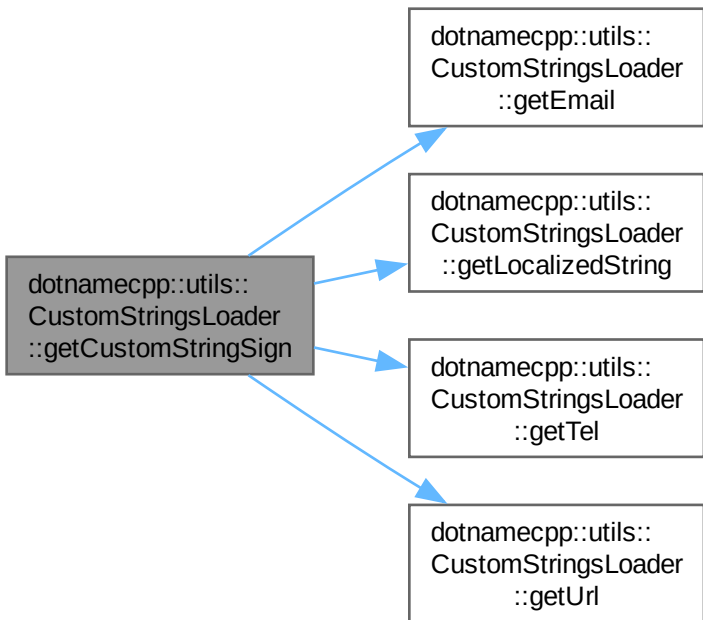 dotnamecpp::utils::
CustomStringsLoader
::getEmail
dotnamecpp::utils::
CustomStringsLoader
::getLocalizedString
dotnamecpp::utils::
CustomStringsLoader
::getCustomStringSign
dotnamecpp::utils::
CustomStringsLoader
::getTel
dotnamecpp::utils::
CustomStringsLoader
::getUrl